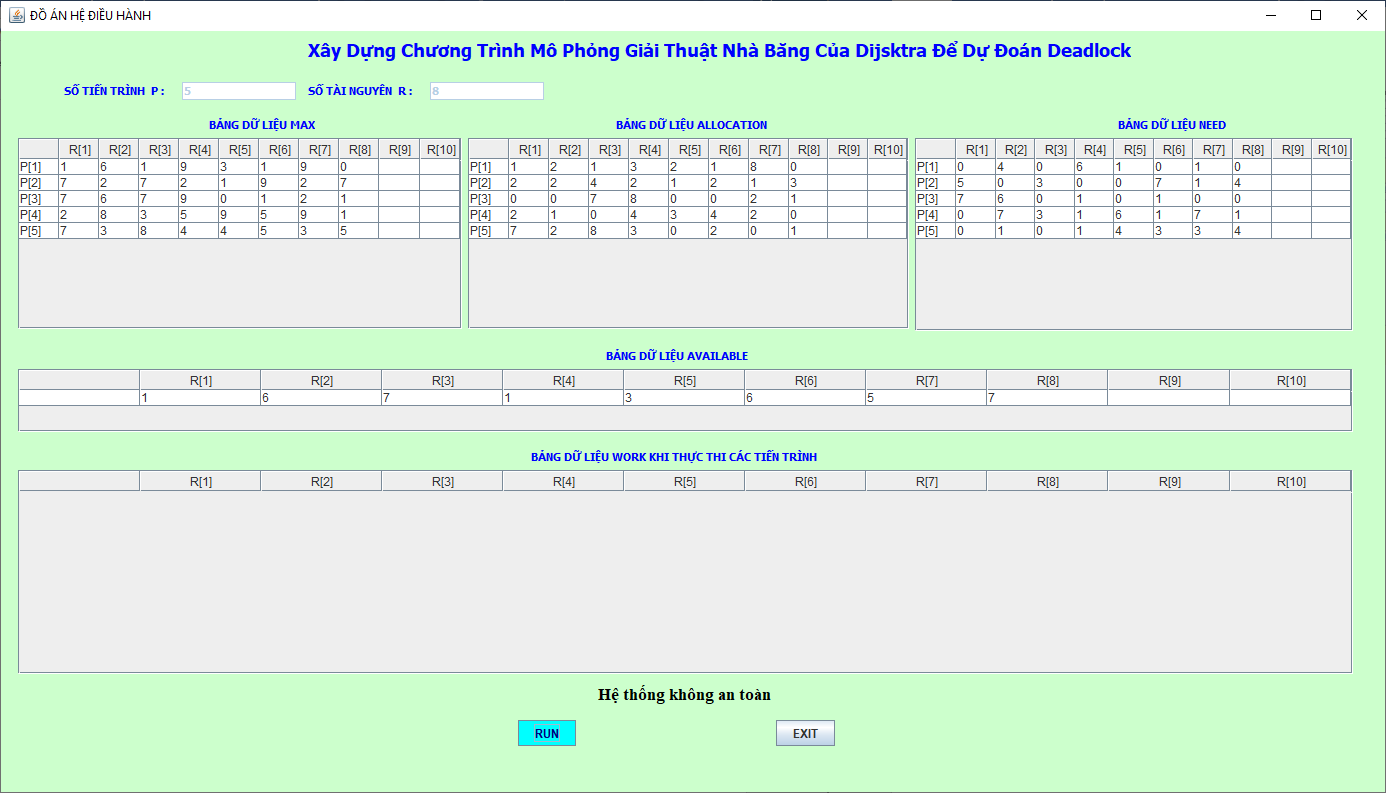 ĐỒ ÁN HỆ ĐIỀU HÀNH
Xây Dựng Chương Trình Mô Phỏng Giải Thuật Nhà Băng Của Dijsktra Để Dự Đoán Deadlock
SỐ TIẾN TRÌNH P : 5 SỐ TÀI NGUYÊN R : 8
BẢNG DỮ LIỆU MAX
R[1] R[2] R[3] R[4] R[5] R[6] R[7] R[8] R[9] R[10]
P[1] 1 6 1 9 3 1 9 0
P[2] 7 2 7 2 1 9 2 7
P[3] 7 6 7 9 0 1 2 1
P[4] 2 8 3 5 9 5 9 1
P[5] 7 3 8 4 4 5 3 5
BẢNG DỮ LIỆU ALLOCATION
R[1] R[2] R[3] R[4] R[5] R[6] R[7] R[8] R[9] R[10]
P[1] 1 2 1 3 2 1 8 0
P[2] 2 2 4 2 1 2 1 3
P[3] 0 0 7 8 0 0 2 1
P[4] 2 1 0 4 3 4 2 0
P[5] 7 2 8 3 0 2 0 1
BẢNG DỮ LIỆU NEED
R[1] R[2] R[3] R[4] R[5] R[6] R[7] R[8] R[9] R[10]
P[1] 0 4 0 6 1 0 1 0
P[2] 5 0 3 0 0 7 1 4
P[3] 7 6 0 1 0 1 0 0
P[4] 0 7 3 1 6 1 7 1
P[5] 0 1 0 1 4 3 3 4
BẢNG DỮ LIỆU AVAILABLE
R[1] R[2] R[3] R[4] R[5] R[6] R[7] R[8] R[9] R[10]
1 6 7 1 3 6 5 7
BẢNG DỮ LIỆU WORK KHI THỰC THI CÁC TIẾN TRÌNH
R[1] R[2] R[3] R[4] R[5] R[6] R[7] R[8] R[9] R[10]
Hệ thống không an toàn
RUN EXIT